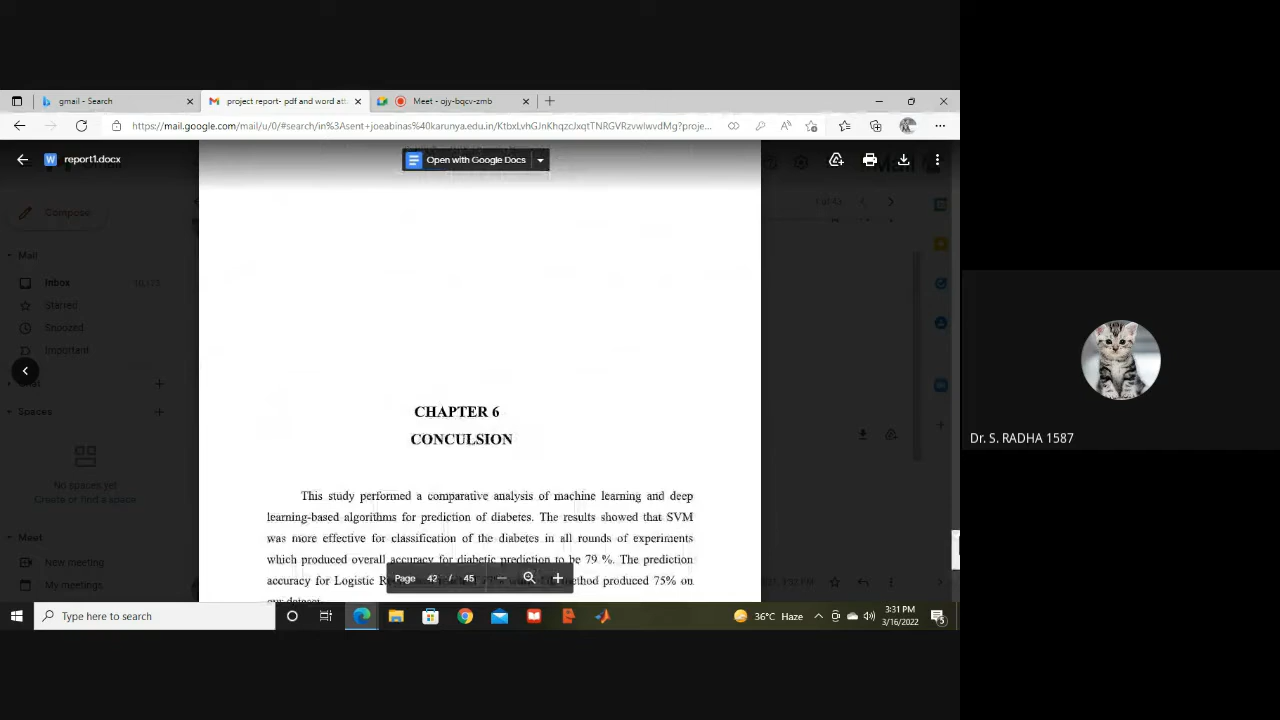 gmail - Search
project report- pdf and word at
Meet - ojy-bqcv-zmb
https://mail.google.com/mail/u/0/#search/in%3Asent+joeabinas%40karunya.edu.in/
report1.docx
Open with Google Docs
Compose
Mail
Inbox 10,173
Starred
Snoozed
Important
Spaces
No spaces yet
Create or find a space
Meet
New meeting
My meetings
CHAPTER 6
CONCULSION
This study performed a comparative analysis of machine learning and deep
learning-based algorithms for prediction of diabetes. The results showed that SVM
was more effective for classification of the diabetes in all rounds of experiments
which produced overall accuracy for diabetic prediction to be 79 %. The prediction
accuracy for Logistic method produced 75% on
our dataset
Page 42 / 45
Dr. S. RADHA 1587
Type here to search
36°C Haze
3:31 PM
3/16/2022
5